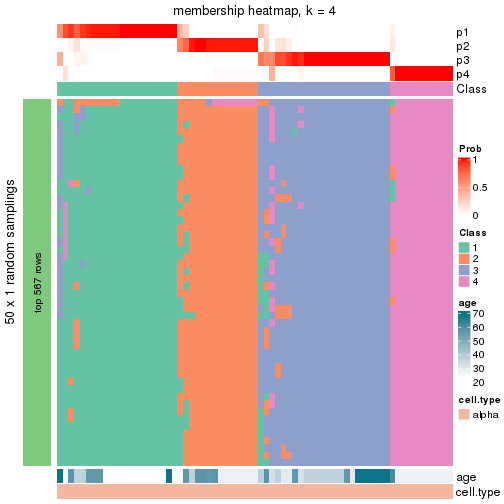 membership heatmap, k = 4
p1
p2
p3
p4
Class
50 x 1 random samplings
top 567 rows
Prob
1
0.5
0
Class
1
2
3
4
age
70
60
50
40
30
20
cell.type
alpha
age
cell.type